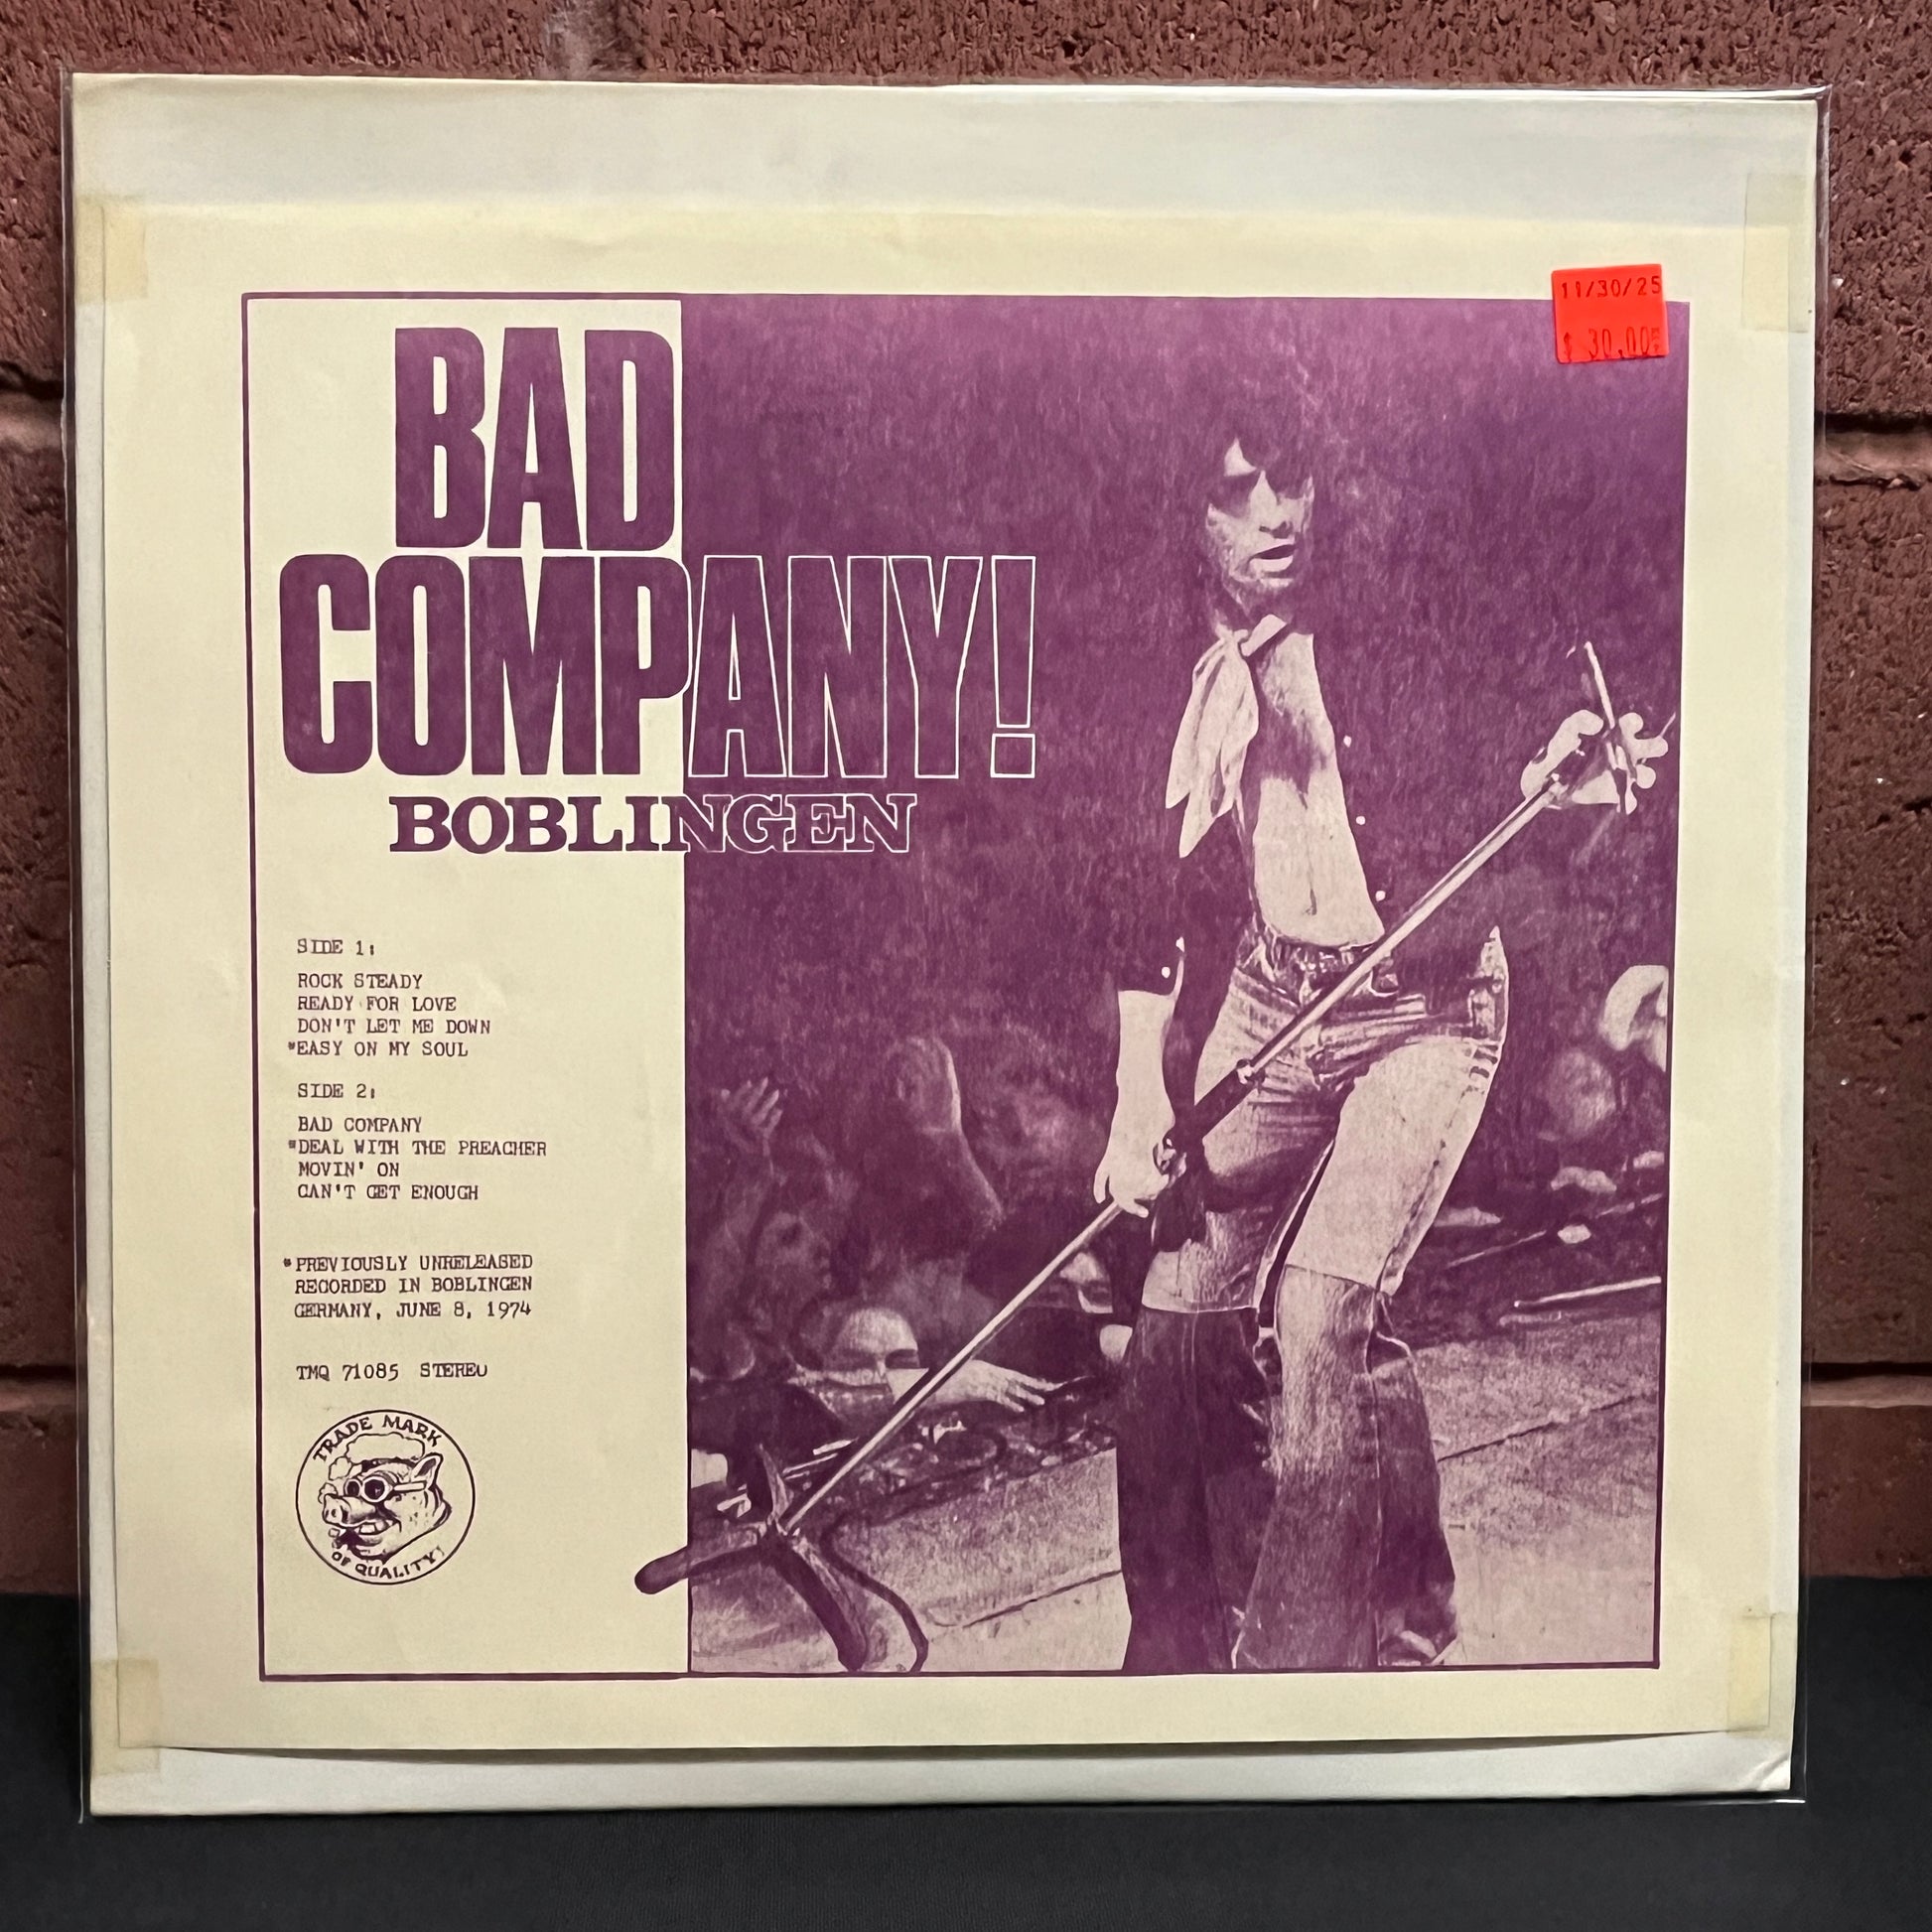 11/30/25
$ 30.00
BAD
COMPANY!
BOBLINGEN
SIDE 1:
ROCK STEADY
READY FOR LOVE
DON'T LET ME DOWN
*EASY ON MY SOUL
SIDE 2:
BAD COMPANY
*DEAL WITH THE PREACHER
MOVIN' ON
CAN'T GET ENOUGH
*PREVIOUSLY UNRELEASED
RECORDED IN BOBLINGEN
GERMANY, JUNE 8, 1974
TMQ 71085 STEREO
TRADE MARK
OF QUALITY!